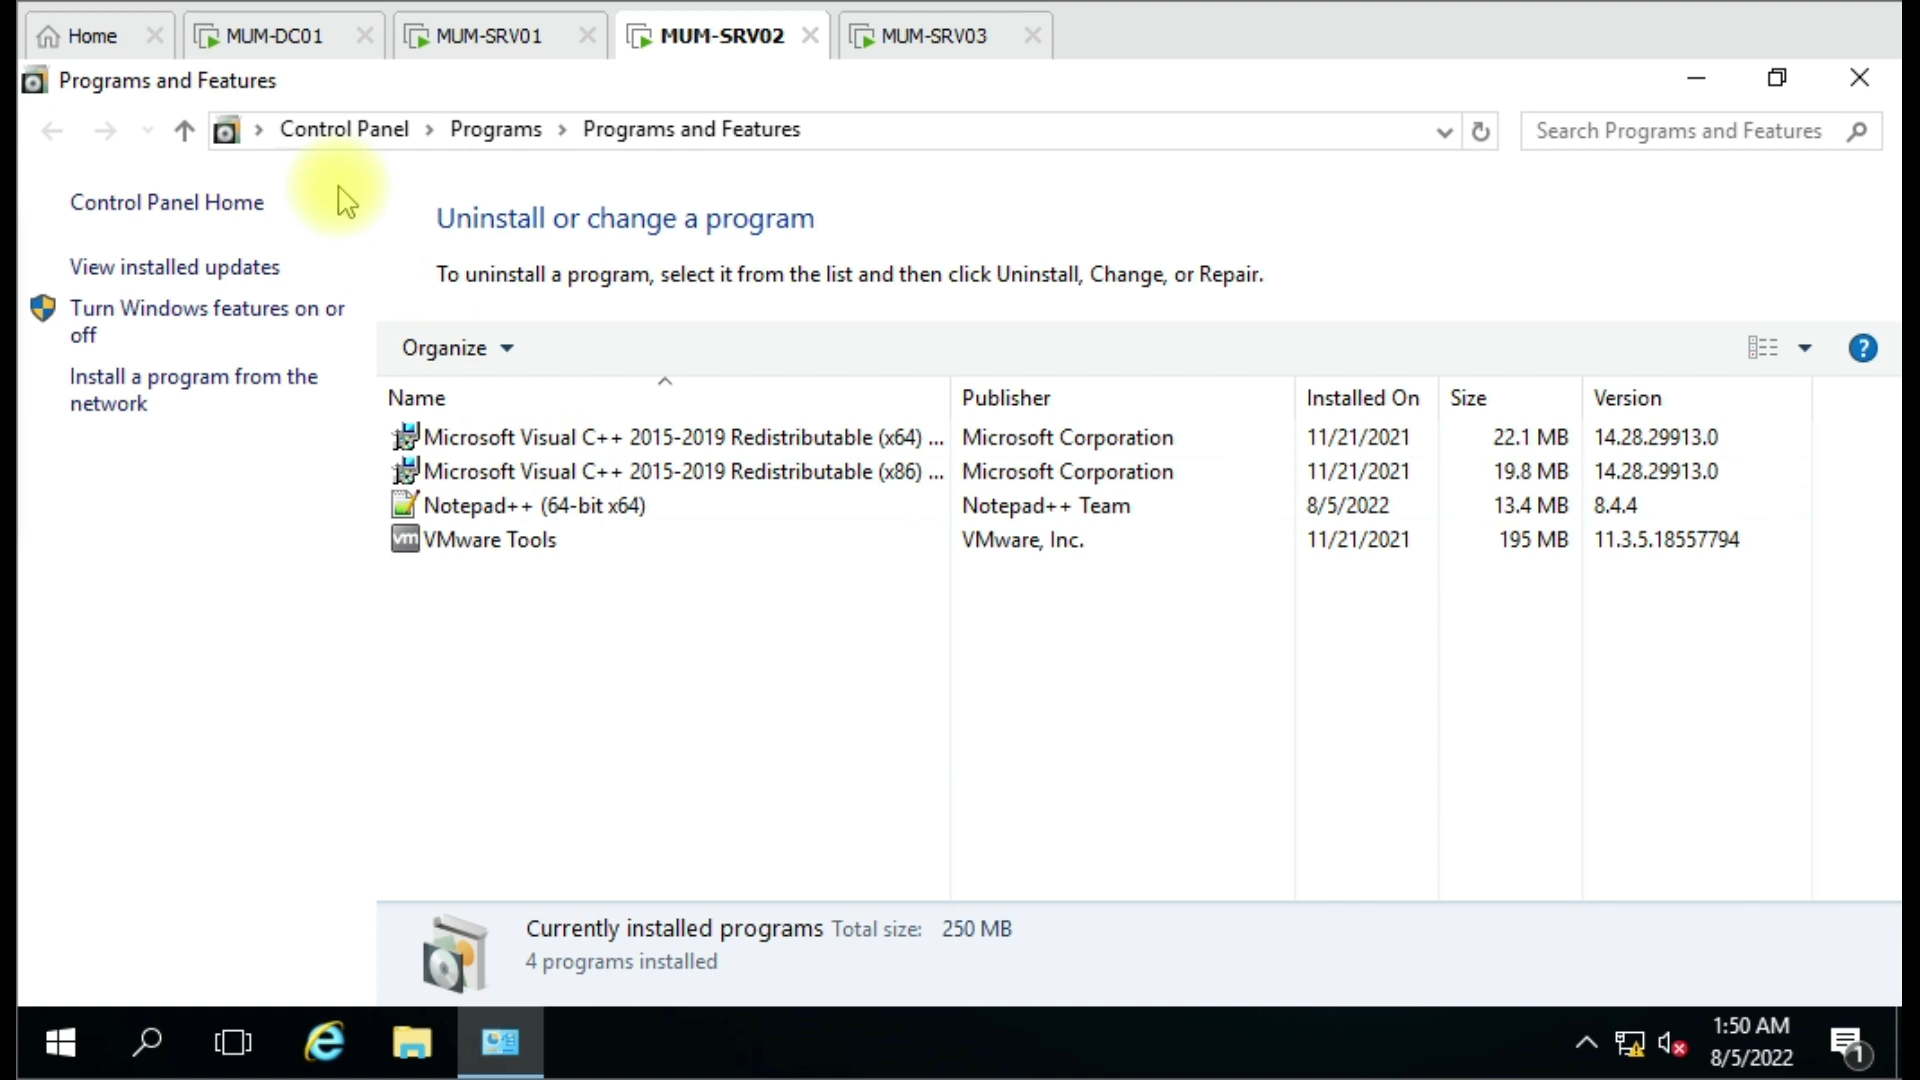 Home MUM-DC01 MUM-SRV01 MUM-SRV02 MUM-SRV03
Programs and Features
Control Panel Programs Programs and Features Search Programs and Features
Control Panel Home
View installed updates
Turn Windows features on or
off
Install a program from the
network
Uninstall or change a program
To uninstall a program, select it from the list and then click Uninstall, Change, or Repair.
Organize
Name Publisher Installed On Size Version
Microsoft Visual C++ 2015-2019 Redistributable (x64) ... Microsoft Corporation 11/21/2021 22.1 MB 14.28.29913.0
Microsoft Visual C++ 2015-2019 Redistributable (x86) ... Microsoft Corporation 11/21/2021 19.8 MB 14.28.29913.0
Notepad++ (64-bit x64) Notepad++ Team 8/5/2022 13.4 MB 8.4.4
vm VMware Tools VMware, Inc. 11/21/2021 195 MB 11.3.5.18557794
Currently installed programs Total size: 250 MB
4 programs installed
1:50 AM
8/5/2022
1